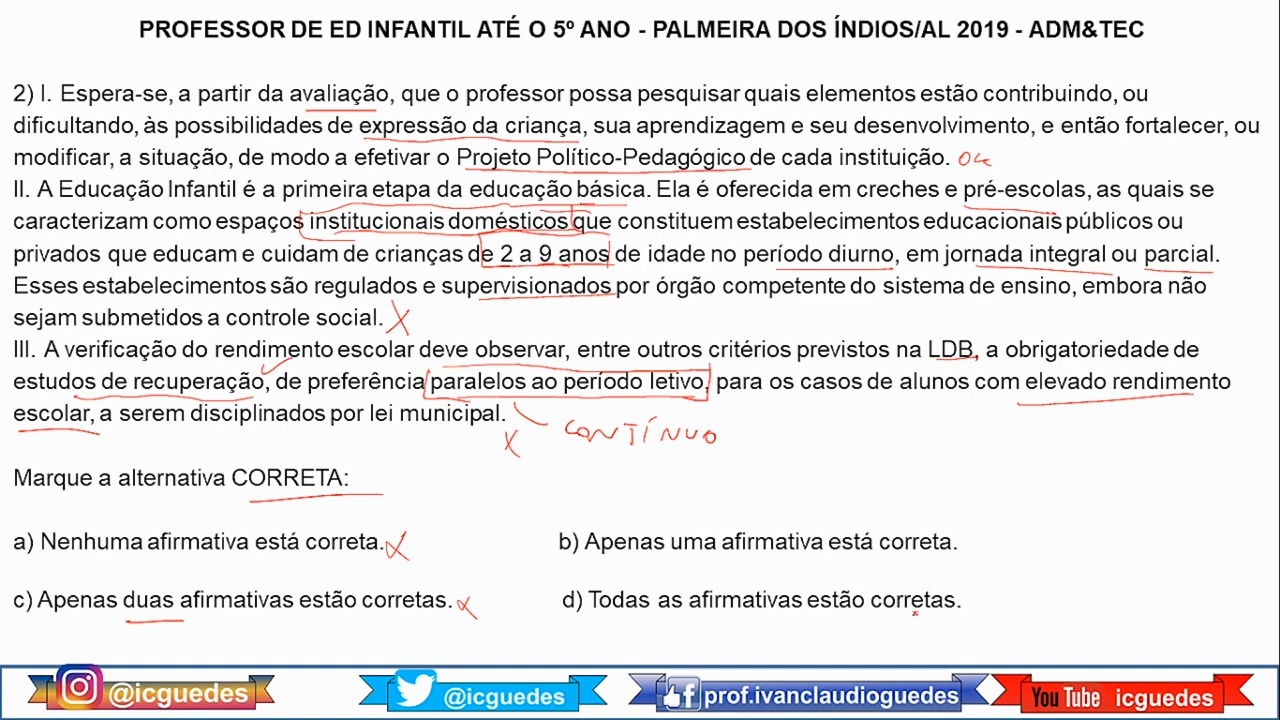 PROFESSOR DE ED INFANTIL ATÉ O 5º ANO - PALMEIRA DOS ÍNDIOS/AL 2019 - ADM&TEC
2) I. Espera-se, a partir da avaliação, que o professor possa pesquisar quais elementos estão contribuindo, ou
dificultando, às possibilidades de expressão da criança, sua aprendizagem e seu desenvolvimento, e então fortalecer, ou
modificar, a situação, de modo a efetivar o Projeto Político-Pedagógico de cada instituição. OK
II. A Educação Infantil é a primeira etapa da educação básica. Ela é oferecida em creches e pré-escolas, as quais se
caracterizam como espaços institucionais domésticos que constituem estabelecimentos educacionais públicos ou
privados que educam e cuidam de crianças de 2 a 9 anos de idade no período diurno, em jornada integral ou parcial.
Esses estabelecimentos são regulados e supervisionados por órgão competente do sistema de ensino, embora não
sejam submetidos a controle social. X
III. A verificação do rendimento escolar deve observar, entre outros critérios previstos na LDB, a obrigatoriedade de
estudos de recuperação, de preferência paralelos ao período letivo, para os casos de alunos com elevado rendimento
escolar, a serem disciplinados por lei municipal.
X CONTÍNUO
Marque a alternativa CORRETA:
a) Nenhuma afirmativa está correta. X
b) Apenas uma afirmativa está correta.
c) Apenas duas afirmativas estão corretas. X
d) Todas as afirmativas estão corretas.
@icguedes
@icguedes
f prof.ivanclaudioguedes
You Tube icguedes